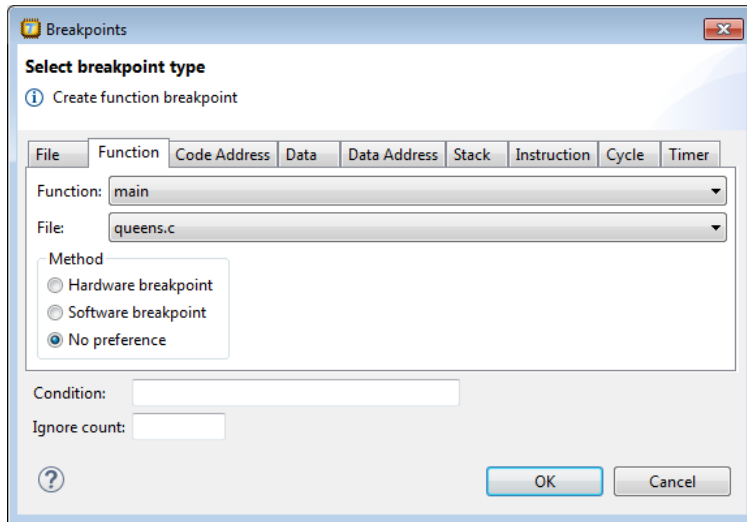 Breakpoints
Select breakpoint type
Create function breakpoint
File Function Code Address Data Data Address Stack Instruction Cycle Timer
Function: main
File: queens.c
Method
Hardware breakpoint
Software breakpoint
No preference
Condition:
Ignore count:
? OK Cancel